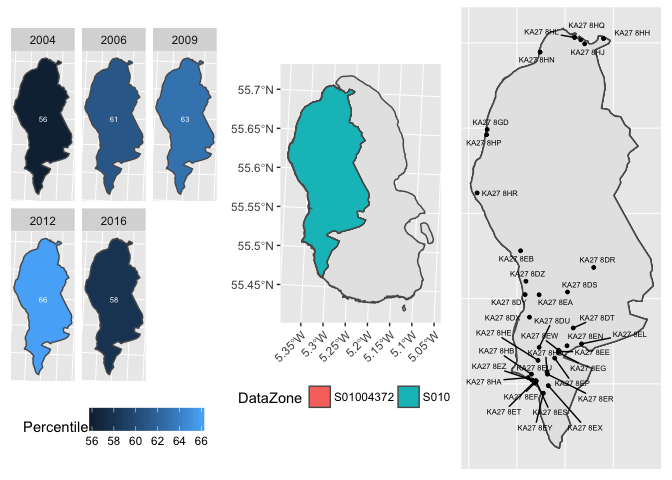 2004 2006 2009
56 61 63
2012 2016
66 58
Percentile
56 58 60 62 64 66
55.7°N
55.65°N
55.6°N
55.55°N
55.5°N
55.45°N
5.35°W 5.3°W 5.25°W 5.2°W 5.15°W 5.1°W 5.05°W
DataZone S01004372 S010
KA27 8HQ
KA27 8HL KA27 8HH
KA27 8HJ
KA27 8HN
KA27 8GD
KA27 8HP
KA27 8HR
KA27 8EB KA27 8DR
KA27 8DZ
KA27 8DS
KA27 8D KA27 8EA
KA27 8DX KA27 8DU KA27 8DT
KA27 8HE KA27 8EW KA27 8EN KA27 8EL
KA27 8HB KA27 8EE
KA27 8EZ KA27 8EU KA27 8EG
KA27 8HA KA27 8EP
KA27 8EF KA27 8ER
KA27 8ET KA27 8ES
KA27 8EY KA27 8EX